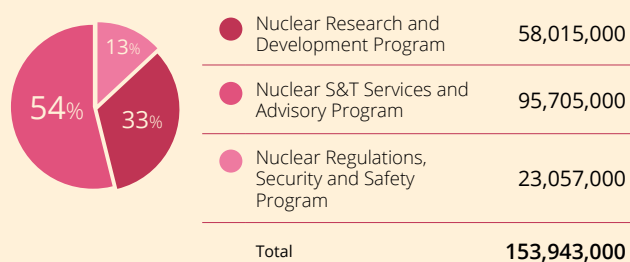 13%
54%
33%
Nuclear Research and
Development Program
58,015,000
Nuclear S&T Services and
Advisory Program
95,705,000
Nuclear Regulations,
Security and Safety
Program
23,057,000
Total
153,943,000